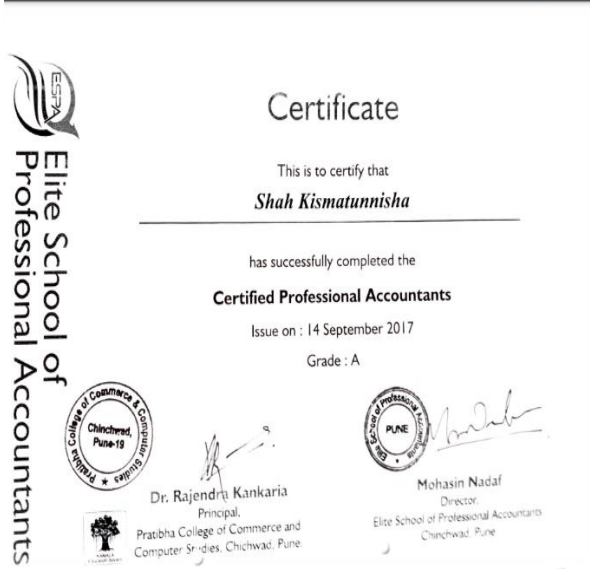 ESPA
Elite School of
Professional Accountants
Certificate
This is to certify that
Shah Kismatunnisha
has successfully completed the
Certified Professional Accountants
Issue on : 14 September 2017
Grade : A
Pratibha College of Commerce & Computer Studies
Chinchwad,
Pune-19
Dr. Rajendra Kankaria
Principal,
Pratibha College of Commerce and
Computer Studies, Chichwad, Pune.
Elite School of Professional Accountants
PUNE
Mohasin Nadaf
Director,
Elite School of Professional Accountants
Chinchwad, Pune